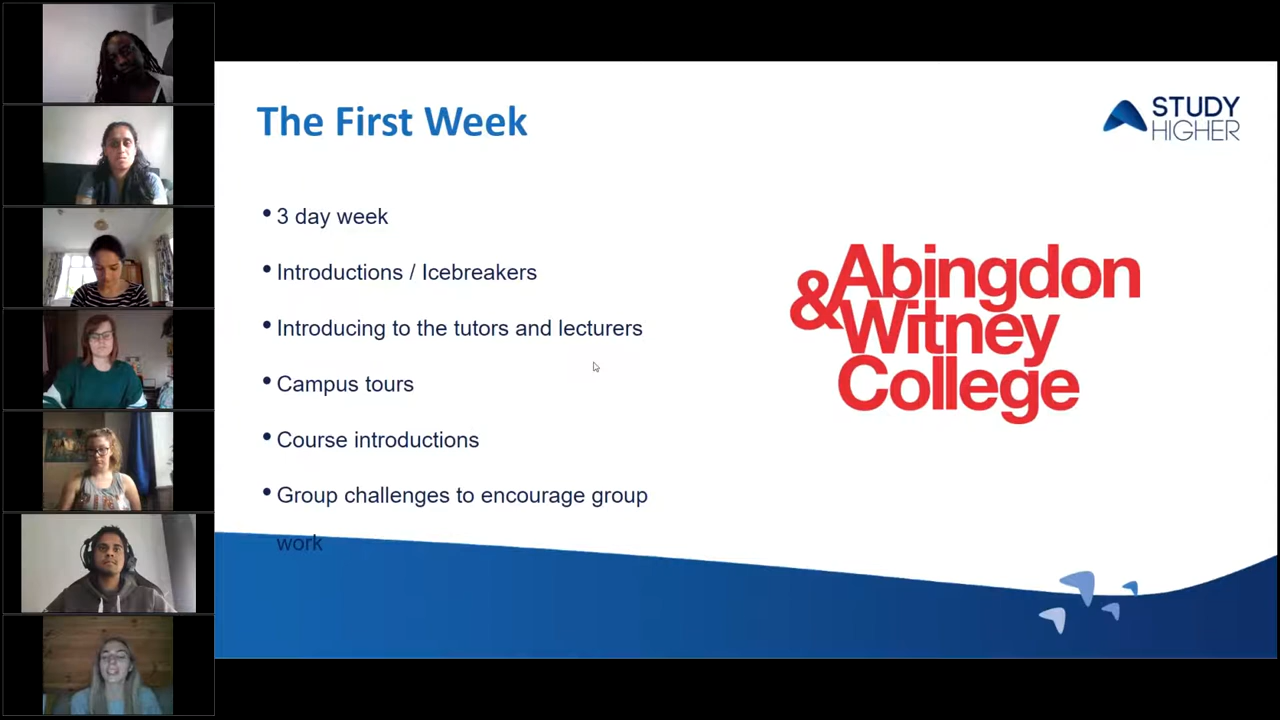 The First Week
STUDY
HIGHER
• 3 day week
• Introductions / Icebreakers
• Introducing to the tutors and lecturers
• Campus tours
• Course introductions
• Group challenges to encourage group
work
Abingdon
& Witney
College